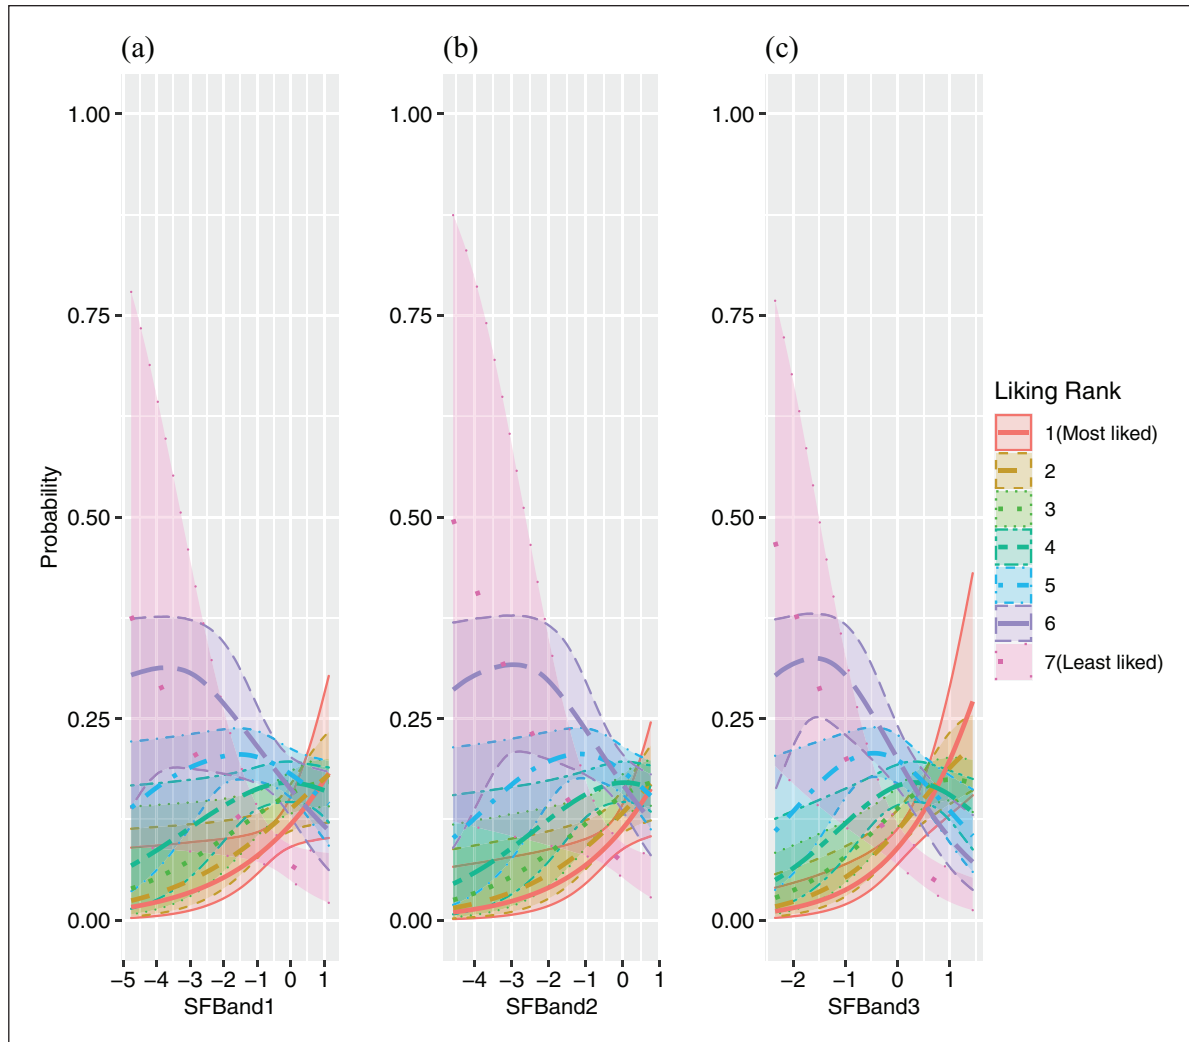 (a) (b) (c)
Probability
1.00
0.75
0.50
0.25
0.00
−5 −4 −3 −2 −1 0 1
SFBand1
1.00
0.75
0.50
0.25
0.00
−4 −3 −2 −1 0 1
SFBand2
1.00
0.75
0.50
0.25
0.00
−2 −1 0 1
SFBand3
Liking Rank
1(Most liked)
2
3
4
5
6
7(Least liked)